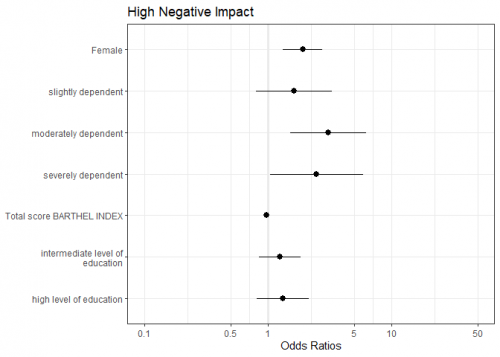 High Negative Impact
Female
slightly dependent
moderately dependent
severely dependent
Total score BARTHEL INDEX
intermediate level of
education
high level of education
0.1 0.5 1 5 10 50
Odds Ratios